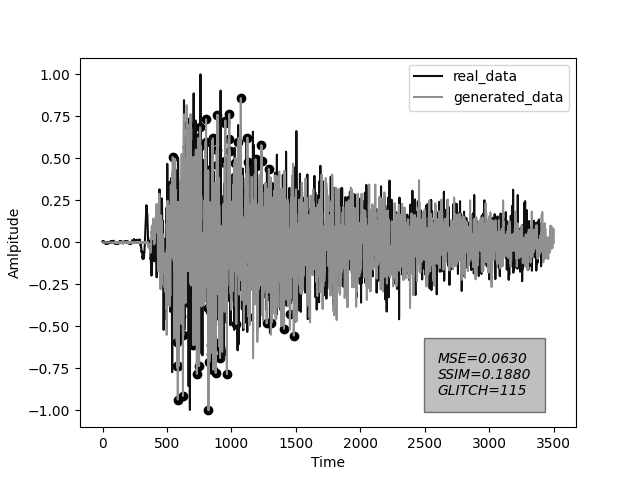 real_data
generated_data
1.00
0.75
0.50
0.25
0.00
−0.25
−0.50
−0.75
−1.00
Amlpitude
MSE=0.0630
SSIM=0.1880
GLITCH=115
0 500 1000 1500 2000 2500 3000 3500
Time